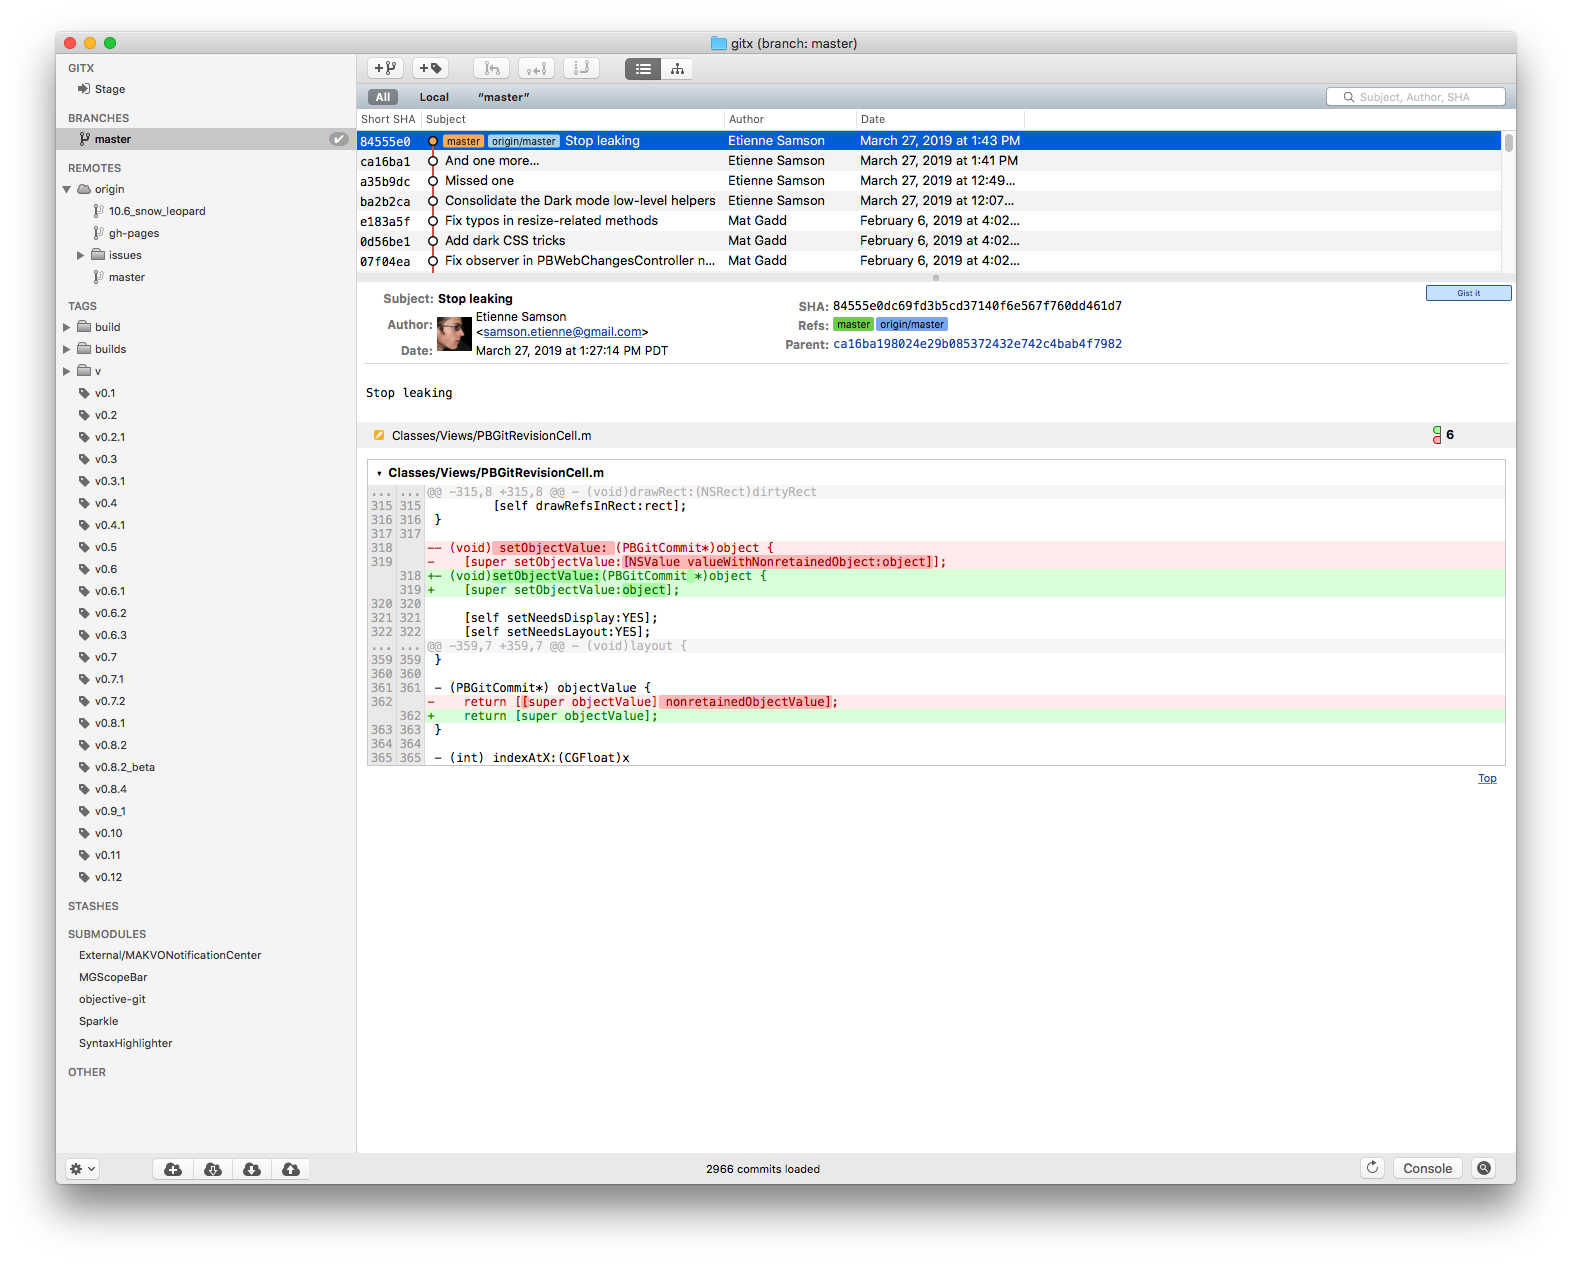 gitx (branch: master)
GITX
Stage
BRANCHES
master
REMOTES
origin
10.6_snow_leopard
gh-pages
issues
master
TAGS
build
builds
v
v0.1
v0.2
v0.2.1
v0.3
v0.3.1
v0.4
v0.4.1
v0.5
v0.6
v0.6.1
v0.6.2
v0.6.3
v0.7
v0.7.1
v0.7.2
v0.8.1
v0.8.2
v0.8.2_beta
v0.8.4
v0.9_1
v0.10
v0.11
v0.12
STASHES
SUBMODULES
External/MAKVONotificationCenter
MGScopeBar
objective-git
Sparkle
SyntaxHighlighter
OTHER
All Local “master” Subject, Author, SHA
Short SHA Subject Author Date
84555e0 master origin/master Stop leaking Etienne Samson March 27, 2019 at 1:43 PM
ca16ba1 And one more... Etienne Samson March 27, 2019 at 1:41 PM
a35b9dc Missed one Etienne Samson March 27, 2019 at 12:49...
ba2b2ca Consolidate the Dark mode low-level helpers Etienne Samson March 27, 2019 at 12:07...
e183a5f Fix typos in resize-related methods Mat Gadd February 6, 2019 at 4:02...
0d56be1 Add dark CSS tricks Mat Gadd February 6, 2019 at 4:02...
07f04ea Fix observer in PBWebChangesController n... Mat Gadd February 6, 2019 at 4:02...
Gist it
Subject: Stop leaking
Author: Etienne Samson
<samson.etienne@gmail.com>
Date: March 27, 2019 at 1:27:14 PM PDT
SHA: 84555e0dc69fd3b5cd37140f6e567f760dd461d7
Refs: master origin/master
Parent: ca16ba198024e29b085372432e742c4bab4f7982
Stop leaking
Classes/Views/PBGitRevisionCell.m 6
Classes/Views/PBGitRevisionCell.m
... ... @@ -315,8 +315,8 @@ - (void)drawRect:(NSRect)dirtyRect
315 315 [self drawRefsInRect:rect];
316 316 }
317 317
318 -- (void) setObjectValue: (PBGitCommit*)object {
319 - [super setObjectValue:[NSValue valueWithNonretainedObject:object]];
318 +- (void)setObjectValue:(PBGitCommit *)object {
319 + [super setObjectValue:object];
320 320
321 321 [self setNeedsDisplay:YES];
322 322 [self setNeedsLayout:YES];
... ... @@ -359,7 +359,7 @@ - (void)layout {
359 359 }
360 360
361 361 - (PBGitCommit*) objectValue {
362 - return [[super objectValue] nonretainedObjectValue];
362 + return [super objectValue];
363 363 }
364 364
365 365 - (int) indexAtX:(CGFloat)x
Top
2966 commits loaded
Console